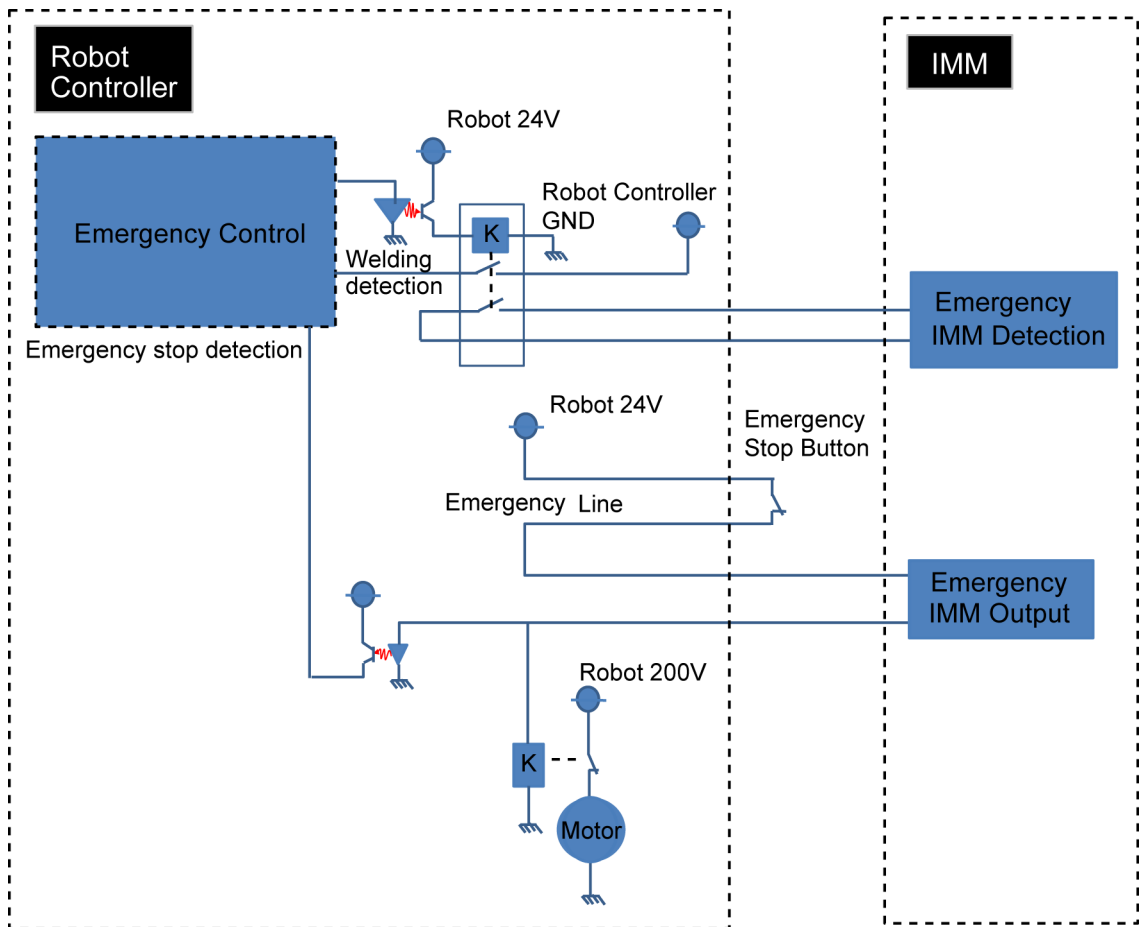 Robot
Controller
IMM
Robot 24V
Robot Controller
GND
Emergency Control
K
Welding
detection
Emergency
IMM Detection
Emergency stop detection
Robot 24V
Emergency
Stop Button
Emergency Line
Emergency
IMM Output
Robot 200V
K
Motor